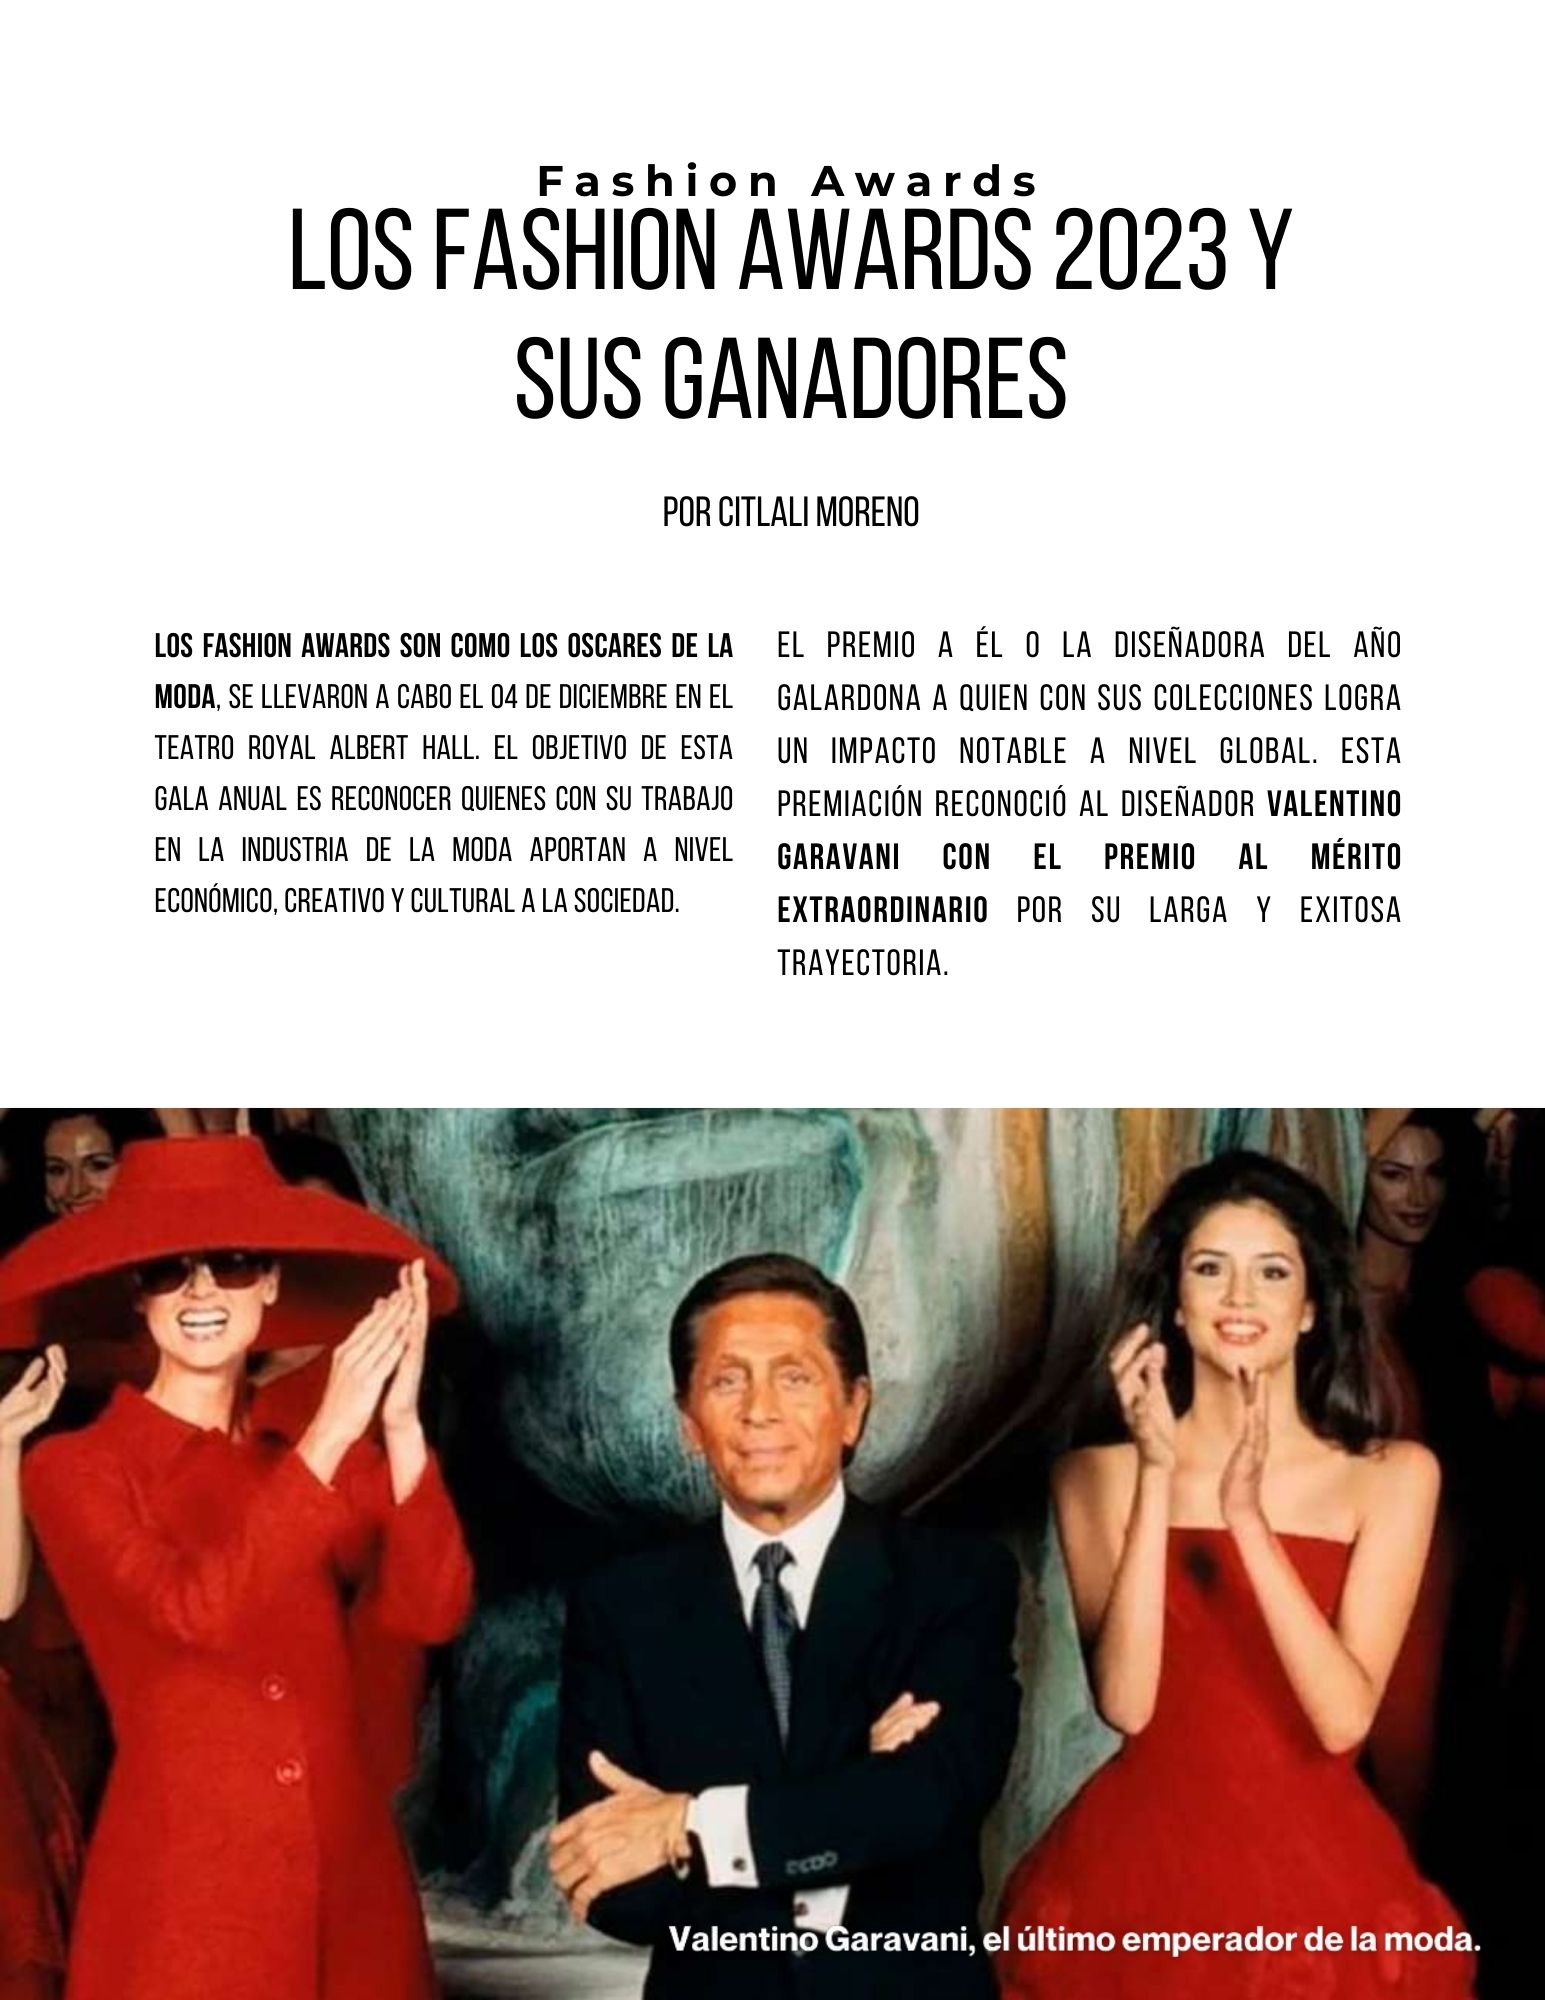 Fashion Awards
LOS FASHION AWARDS 2023 Y
SUS GANADORES
POR CITLALI MORENO
LOS FASHION AWARDS SON COMO LOS OSCARES DE LA
MODA, SE LLEVARON A CABO EL 04 DE DICIEMBRE EN EL
TEATRO ROYAL ALBERT HALL. EL OBJETIVO DE ESTA
GALA ANUAL ES RECONOCER QUIENES CON SU TRABAJO
EN LA INDUSTRIA DE LA MODA APORTAN A NIVEL
ECONÓMICO, CREATIVO Y CULTURAL A LA SOCIEDAD.
EL PREMIO A ÉL O LA DISEÑADORA DEL AÑO
GALARDONA A QUIEN CON SUS COLECCIONES LOGRA
UN IMPACTO NOTABLE A NIVEL GLOBAL. ESTA
PREMIACIÓN RECONOCIÓ AL DISEÑADOR VALENTINO
GARAVANI CON EL PREMIO AL MÉRITO
EXTRAORDINARIO POR SU LARGA Y EXITOSA
TRAYECTORIA.
Valentino Garavani, el último emperador de la moda.